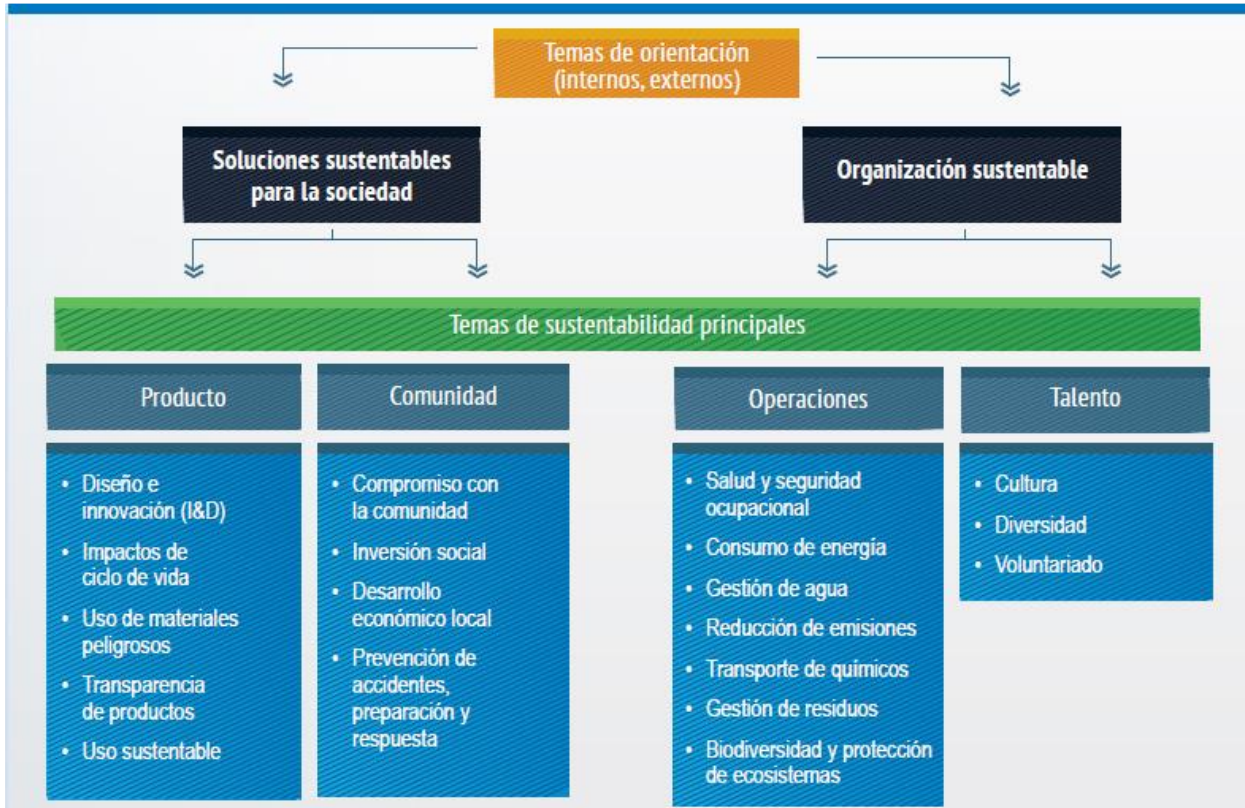 Temas de orientación
(internos, externos)
Soluciones sustentables
para la sociedad
Organización sustentable
Temas de sustentabilidad principales
Producto
• Diseño e
innovación (I&D)
• Impactos de
ciclo de vida
• Uso de materiales
peligrosos
• Transparencia
de productos
• Uso sustentable
Comunidad
• Compromiso con
la comunidad
• Inversión social
• Desarrollo
económico local
• Prevención de
accidentes,
preparación y
respuesta
Operaciones
• Salud y seguridad
ocupacional
• Consumo de energía
• Gestión de agua
• Reducción de emisiones
• Transporte de químicos
• Gestión de residuos
• Biodiversidad y protección
de ecosistemas
Talento
• Cultura
• Diversidad
• Voluntariado